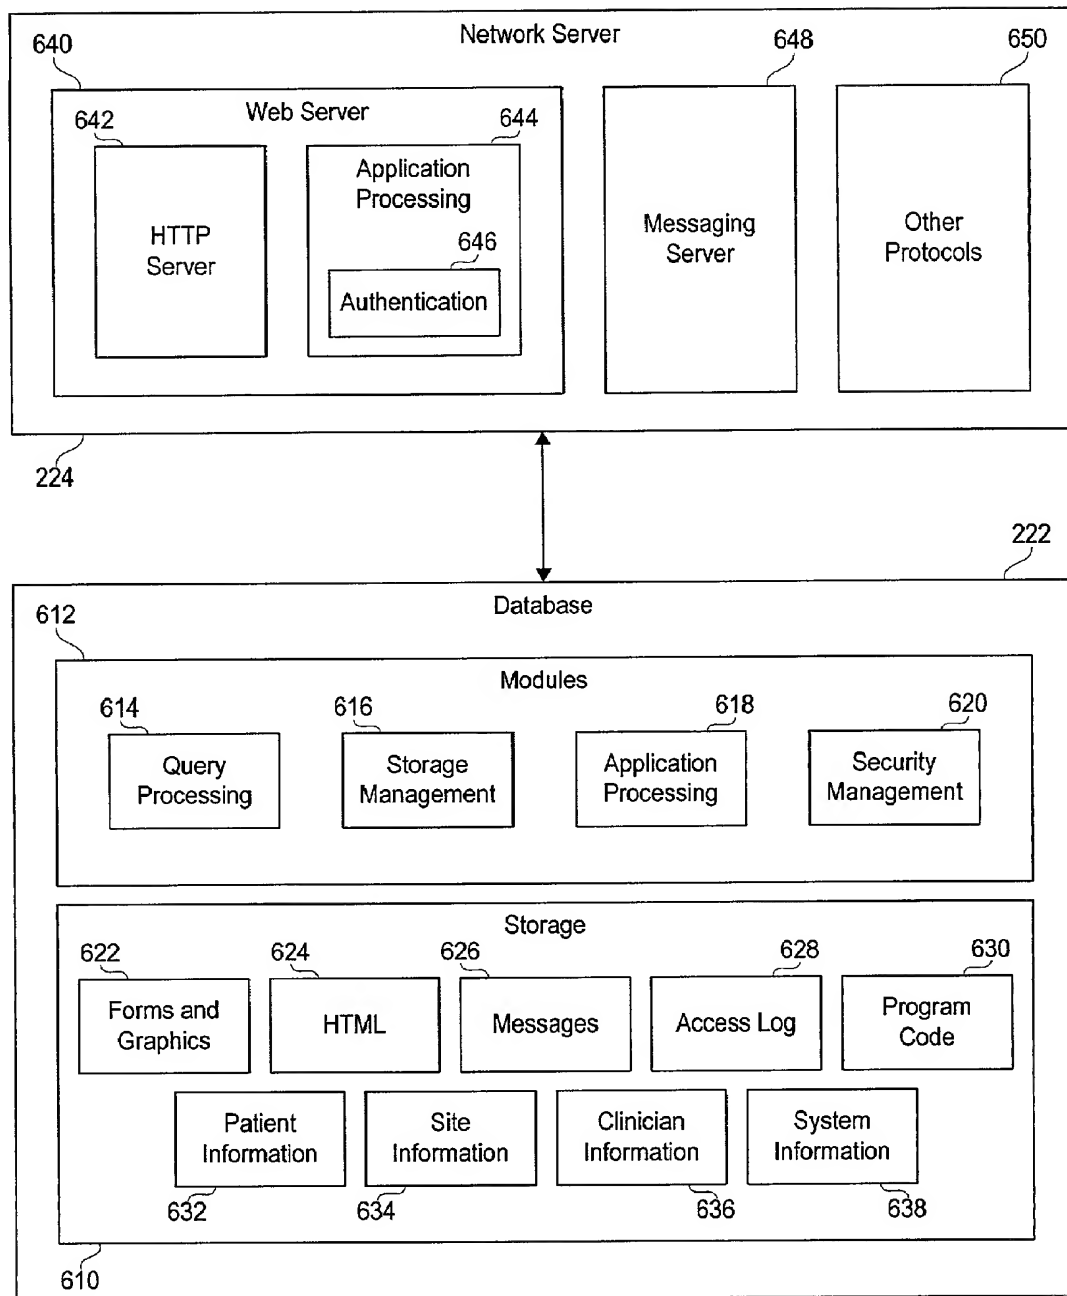 Network Server
640
648
650
Web Server
642
644
HTTP
Server
Application
Processing
646
Authentication
Messaging
Server
Other
Protocols
224
222
Database
612
Modules
614
616
618
620
Query
Processing
Storage
Management
Application
Processing
Security
Management
Storage
622
624
626
628
630
Forms and
Graphics
HTML
Messages
Access Log
Program
Code
Patient
Information
Site
Information
Clinician
Information
System
Information
632
634
636
638
610